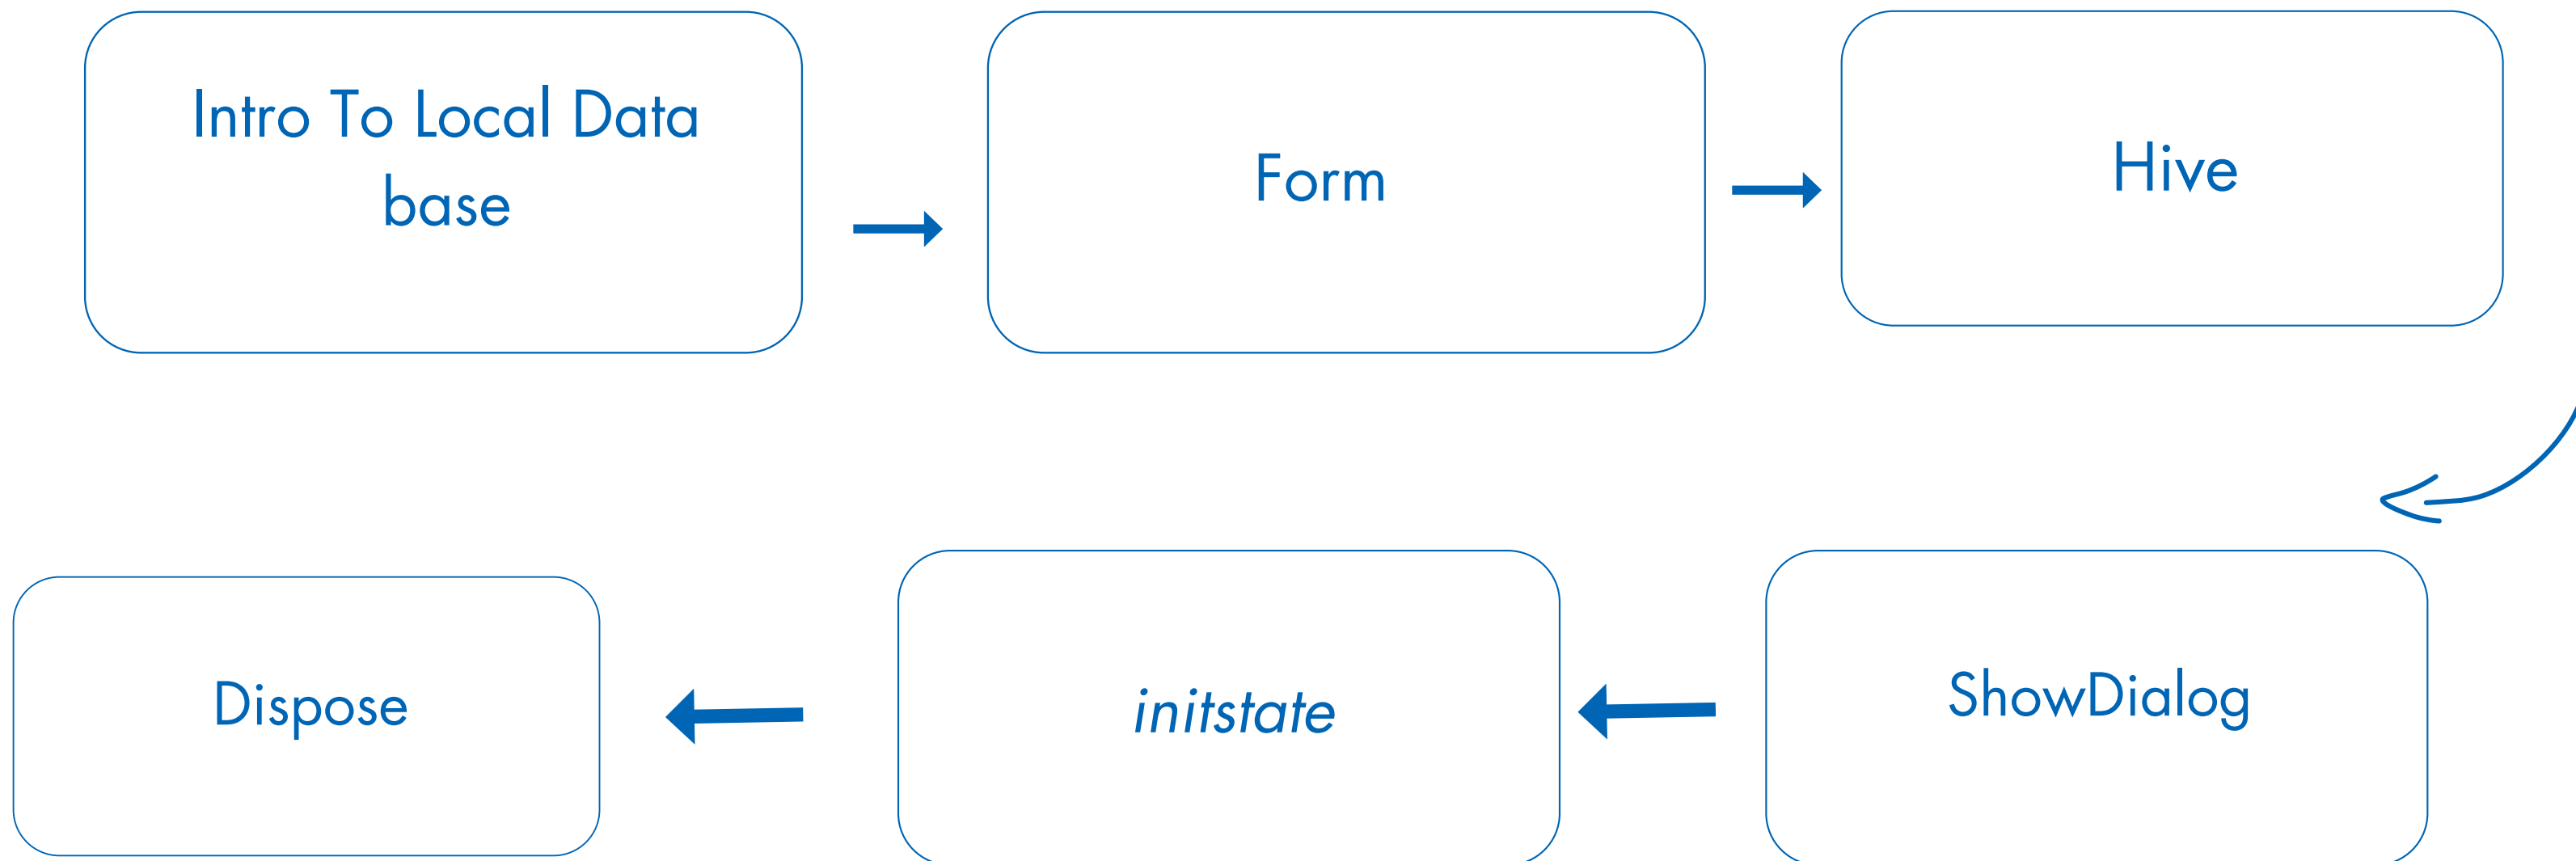 Intro To Local Data
base
Form
Hive
ShowDialog
initstate
Dispose